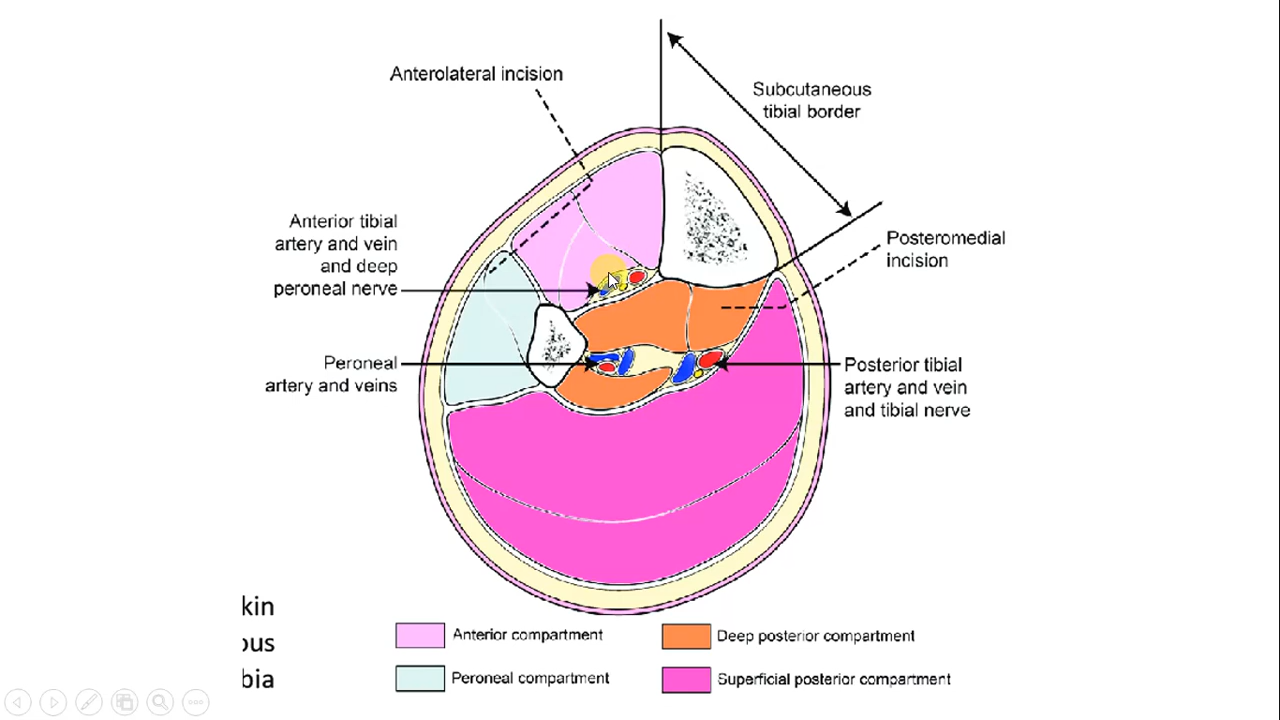 Anterolateral incision
Subcutaneous
tibial border
Anterior tibial
artery and vein
and deep
peroneal nerve
Posteromedial
incision
Peroneal
artery and veins
Posterior tibial
artery and vein
and tibial nerve
kin
ous
bia
Anterior compartment
Deep posterior compartment
Peroneal compartment
Superficial posterior compartment